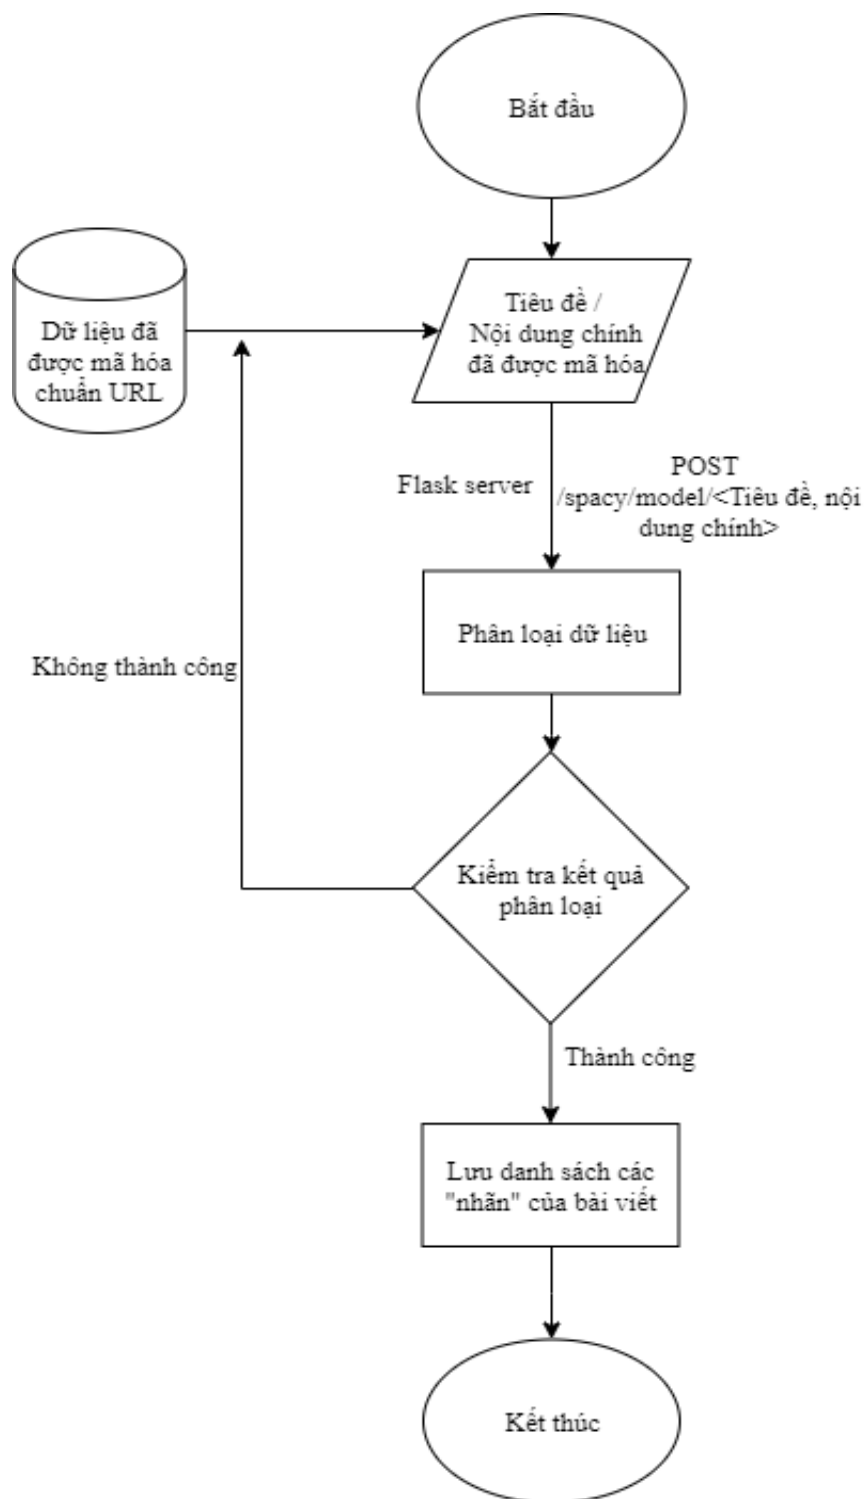 Bắt đầu
Tiêu đề /
Nội dung chính
đã được mã hóa
Dữ liệu đã
được mã hóa
chuẩn URL
Flask server
POST
/spacy/model/<Tiêu đề, nội
dung chính>
Phân loại dữ liệu
Không thành công
Kiểm tra kết quả
phân loại
Thành công
Lưu danh sách các
"nhãn" của bài viết
Kết thúc